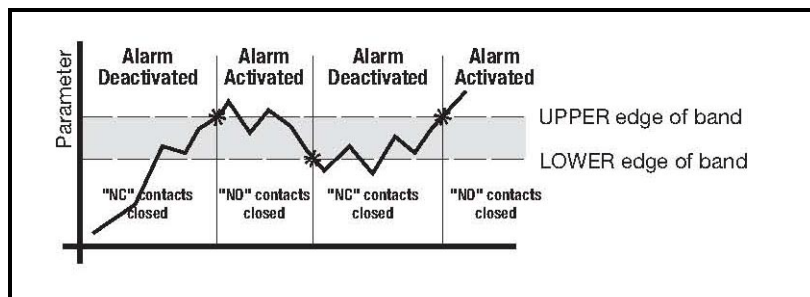 Alarm
Deactivated
Alarm
Activated
Alarm
Deactivated
Alarm
Activated
Parameter
UPPER edge of band
LOWER edge of band
"NC" contacts
closed
"NO" contacts
closed
"NC" contacts
closed
"NO" contacts
closed